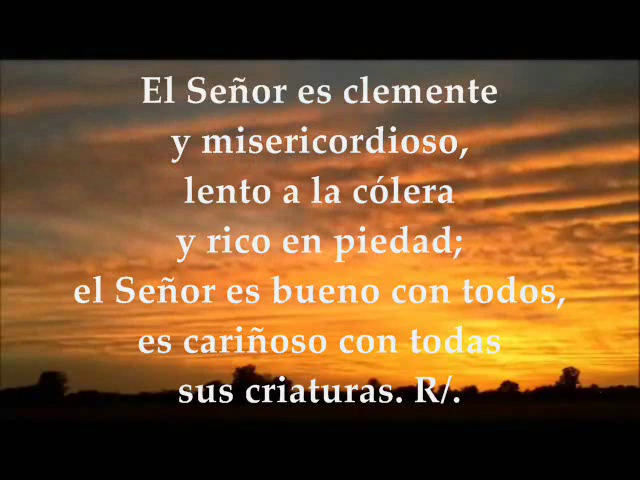 El Señor es clemente
y misericordioso,
lento a la cólera
y rico en piedad;
el Señor es bueno con todos,
es cariñoso con todas
sus criaturas. R/.